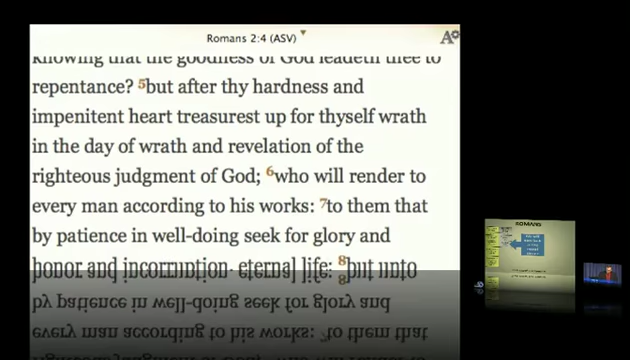 Romans 2:4 (ASV)
A
knowing that the goodness of God leadeth thee to
repentance? 5but after thy hardness and
impenitent heart treasurest up for thyself wrath
in the day of wrath and revelation of the
righteous judgment of God; 6who will render to
every man according to his works: 7to them that
by patience in well-doing seek for glory and
honor and incorruption eternal life: 8but unto
ROMANS